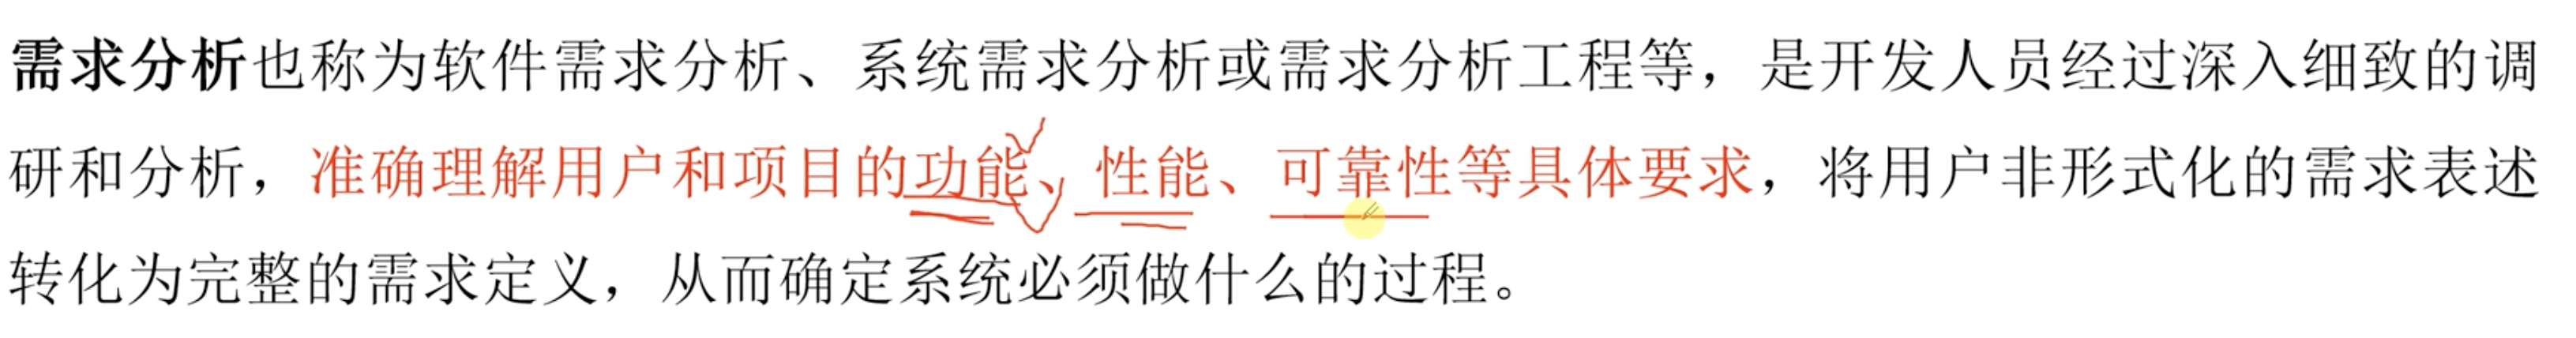 需求分析也称为软件需求分析、系统需求分析或需求分析工程等，是开发人员经过深入细致的调
研和分析，准确理解用户和项目的功能、性能、可靠性等具体要求，将用户非形式化的需求表述
转化为完整的需求定义，从而确定系统必须做什么的过程。